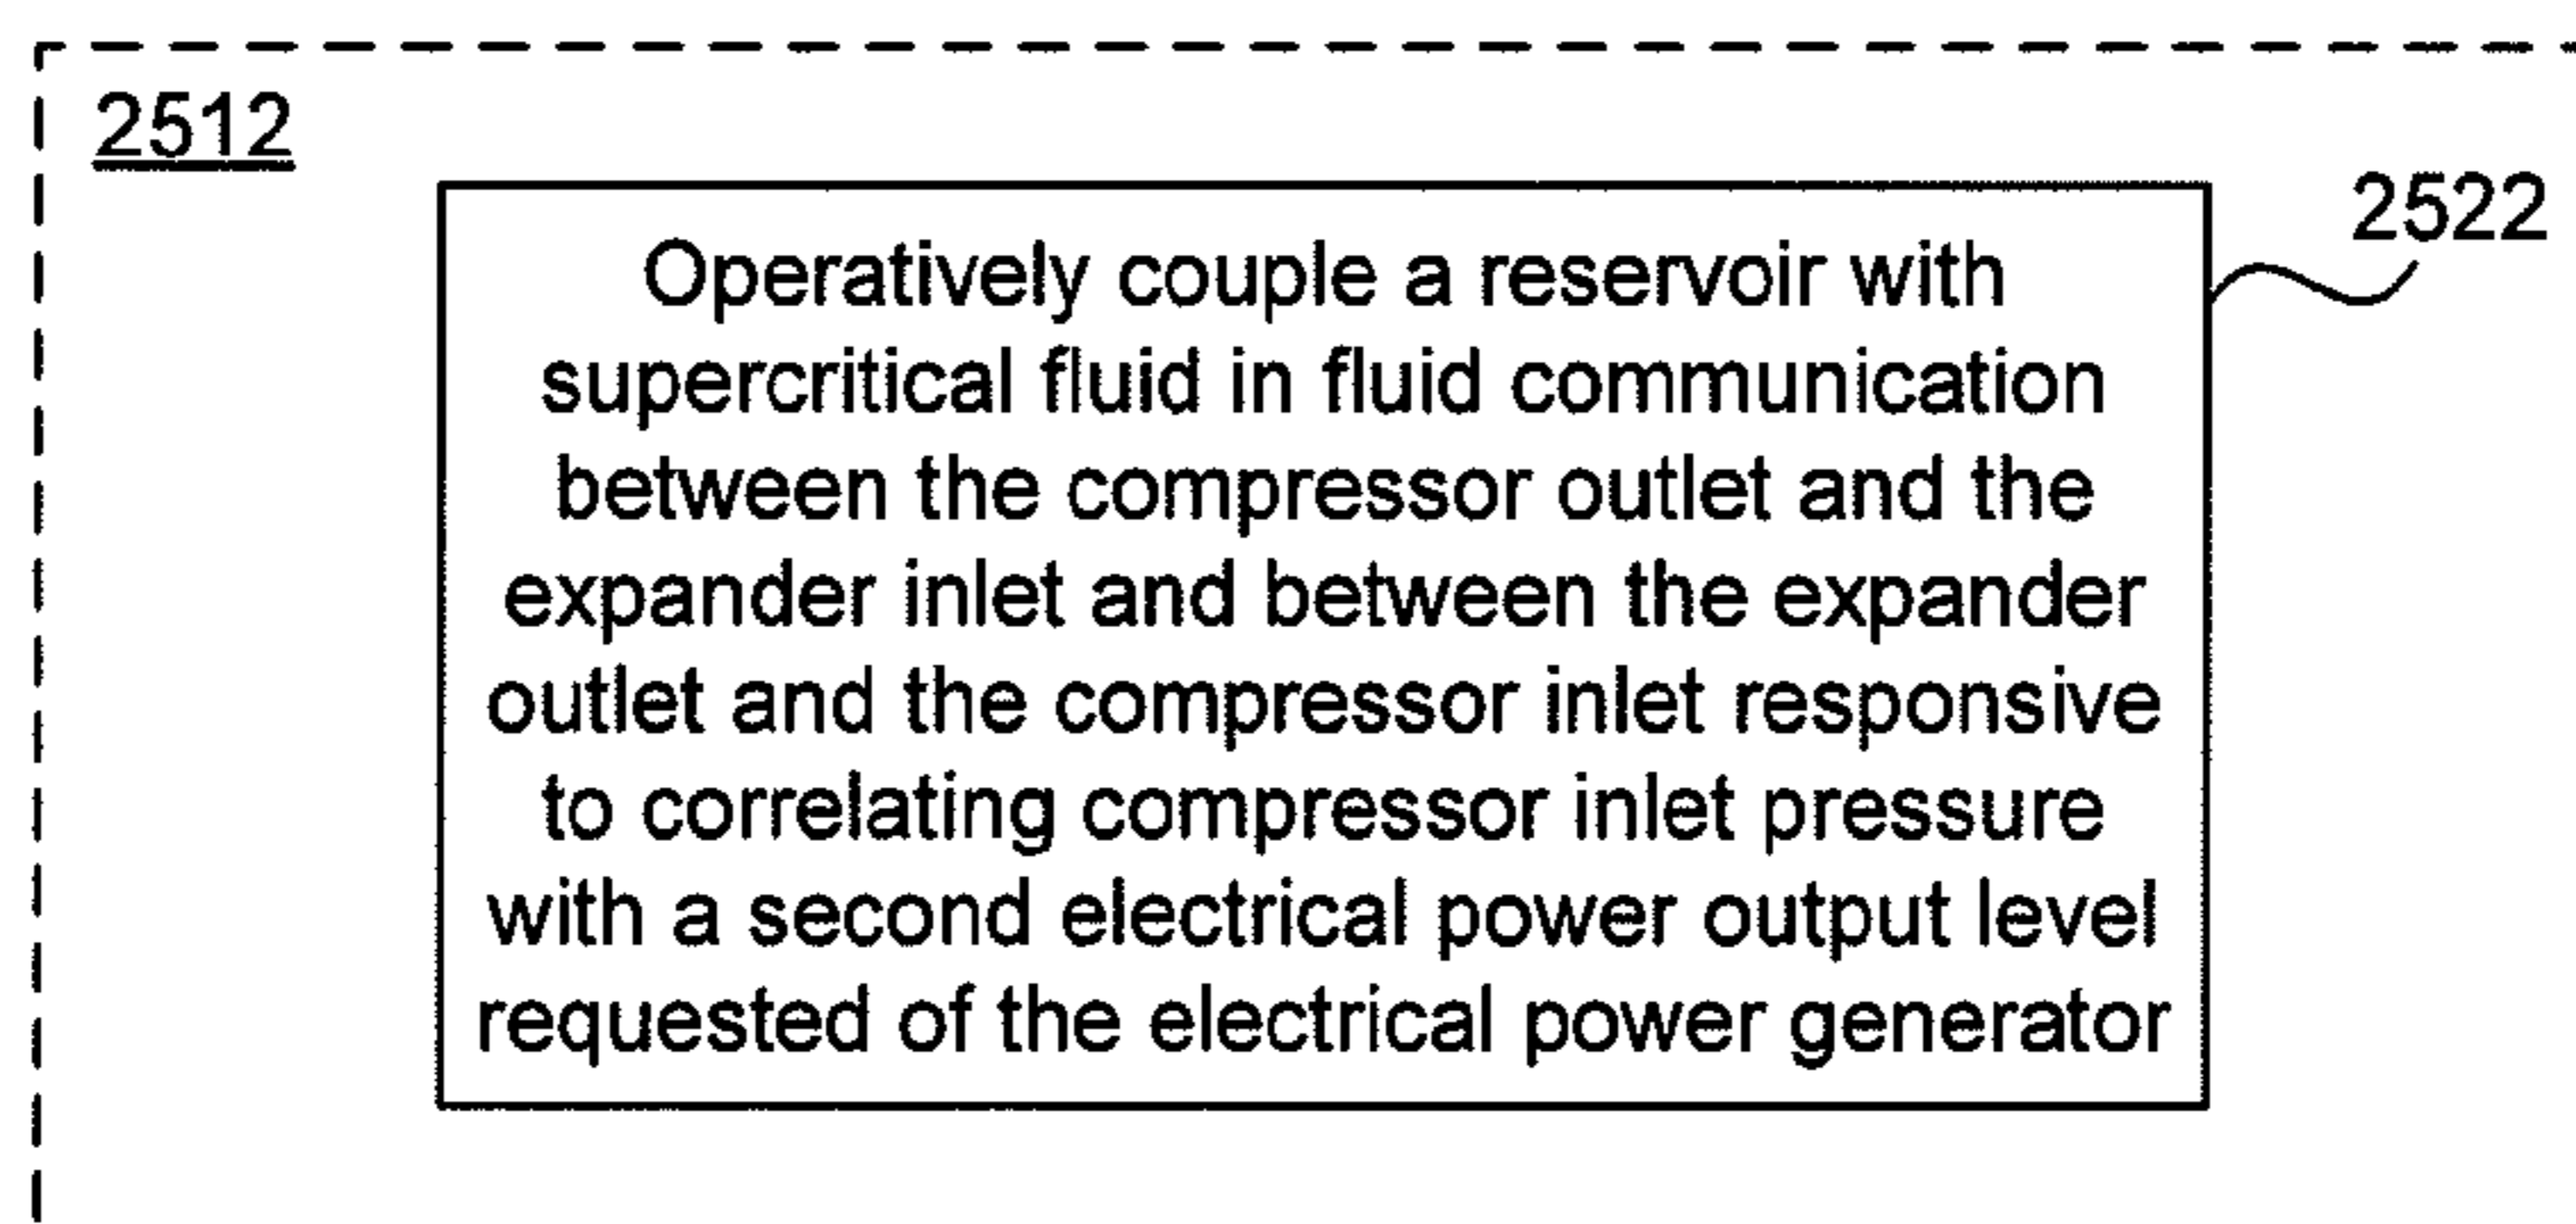 2512
2522
Operatively couple a reservoir with
supercritical fluid in fluid communication
between the compressor outlet and the
expander inlet and between the expander
outlet and the compressor inlet responsive
to correlating compressor inlet pressure
with a second electrical power output level
requested of the electrical power generator